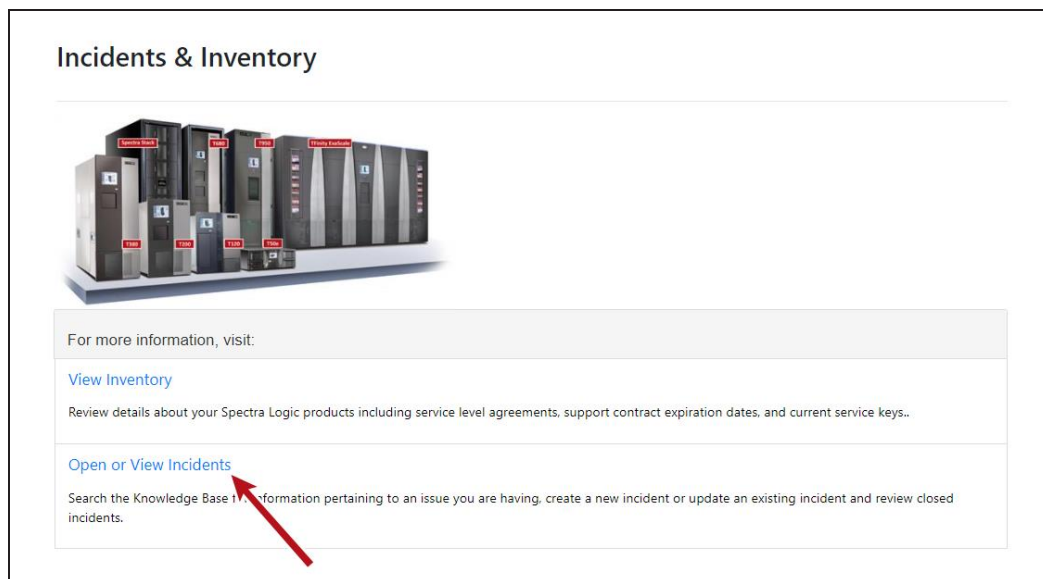 Incidents & Inventory
Spectra Stack
T680
T950
TFinity ExaScale
T380
T200
T120
T50e
For more information, visit:
View Inventory
Review details about your Spectra Logic products including service level agreements, support contract expiration dates, and current service keys..
Open or View Incidents
Search the Knowledge Base information pertaining to an issue you are having, create a new incident or update an existing incident and review closed
incidents.